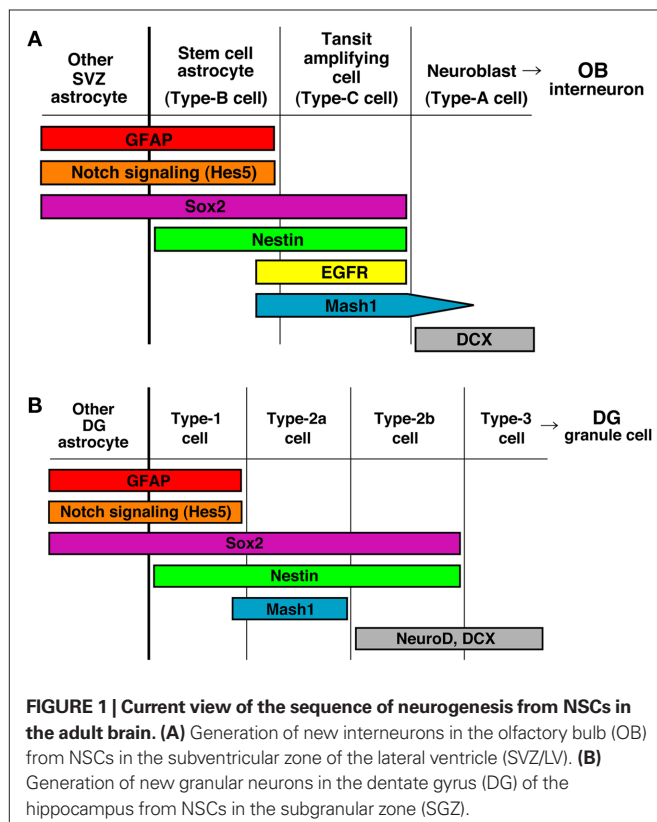 A
Other
SVZ
astrocyte
Stem cell
astrocyte
(Type-B cell)
Tansit
amplifying
cell
(Type-C cell)
Neuroblast → OB
(Type-A cell) interneuron
GFAP
Notch signaling (Hes5)
Sox2
Nestin
EGFR
Mash1
DCX
B
Other
DG
astrocyte
Type-1
cell
Type-2a
cell
Type-2b
cell
Type-3
cell → DG
granule cell
GFAP
Notch signaling (Hes5)
Sox2
Nestin
Mash1
NeuroD, DCX
FIGURE 1 | Current view of the sequence of neurogenesis from NSCs in
the adult brain. (A) Generation of new interneurons in the olfactory bulb (OB)
from NSCs in the subventricular zone of the lateral ventricle (SVZ/LV). (B)
Generation of new granular neurons in the dentate gyrus (DG) of the
hippocampus from NSCs in the subgranular zone (SGZ).